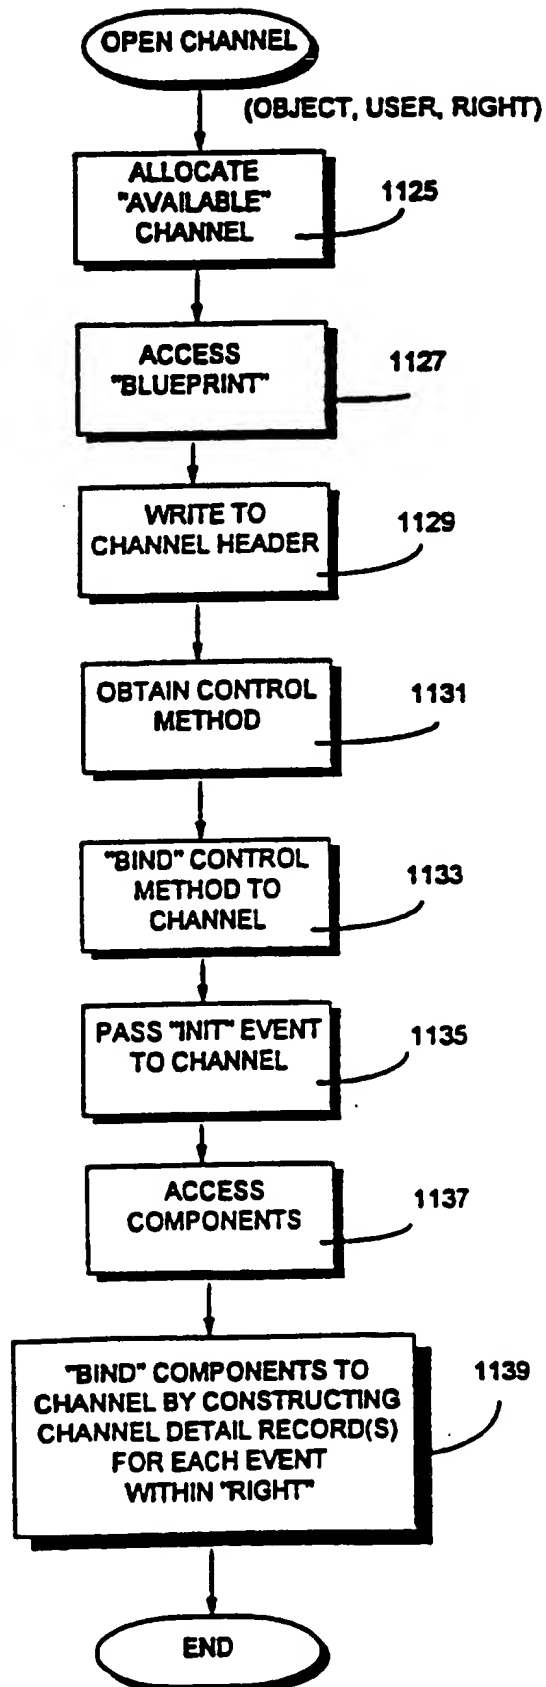 OPEN CHANNEL
(OBJECT, USER, RIGHT)
ALLOCATE
"AVAILABLE"
CHANNEL
1125
ACCESS
"BLUEPRINT"
1127
WRITE TO
CHANNEL HEADER
1129
OBTAIN CONTROL
METHOD
1131
"BIND" CONTROL
METHOD TO
CHANNEL
1133
PASS "INIT" EVENT
TO CHANNEL
1135
ACCESS
COMPONENTS
1137
"BIND" COMPONENTS TO
CHANNEL BY CONSTRUCTING
CHANNEL DETAIL RECORD(S)
FOR EACH EVENT
WITHIN "RIGHT"
1139
END